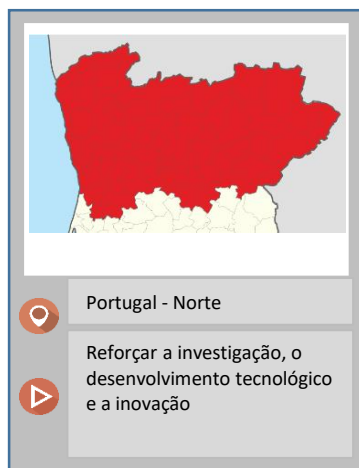 Portugal - Norte
Reforçar a investigação, o
desenvolvimento tecnológico
e a inovação